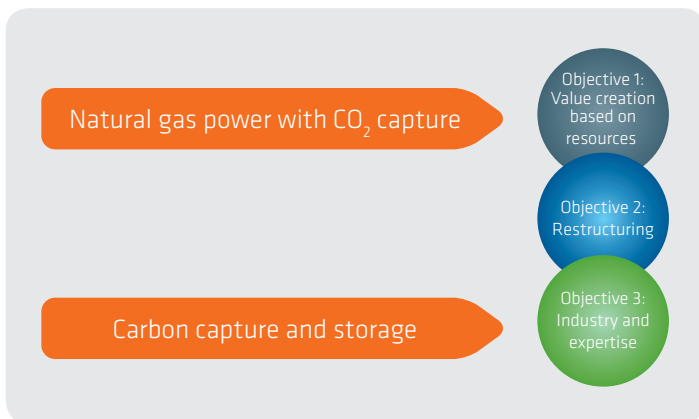 Natural gas power with CO₂ capture
Objective 1:
Value creation
based on
resources
Objective 2:
Restructuring
Carbon capture and storage
Objective 3:
Industry and
expertise